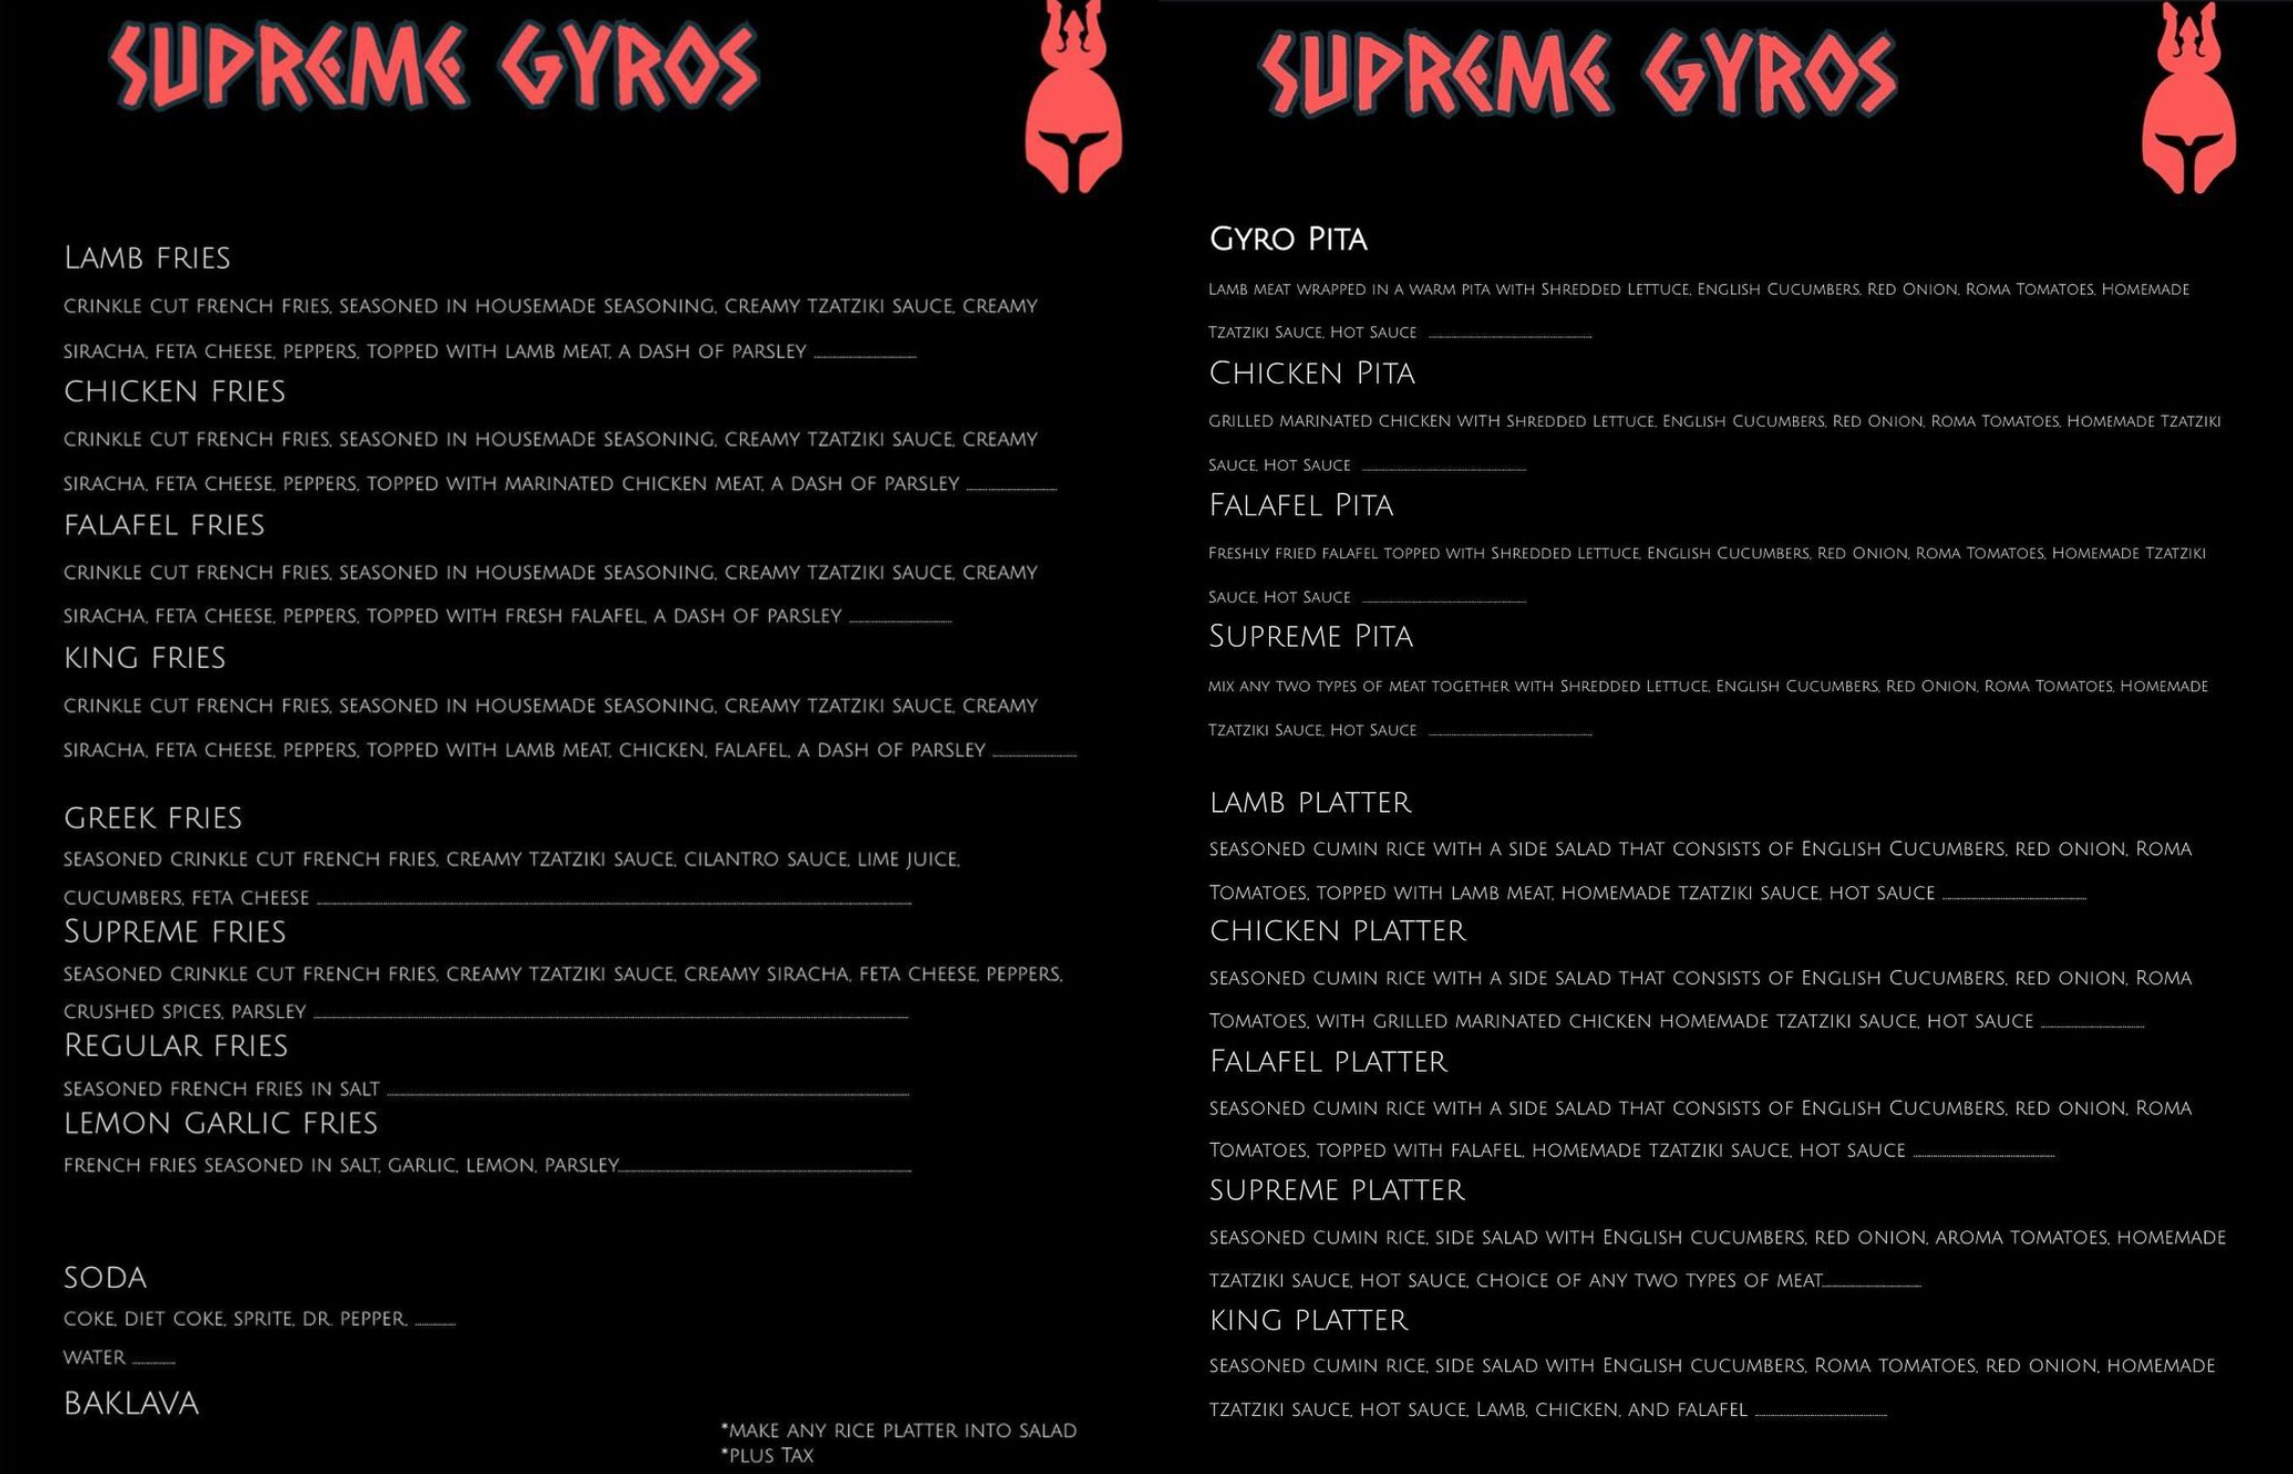 SUPREME GYROS
LAMB FRIES
CRINKLE CUT FRENCH FRIES, SEASONED IN HOUSEMADE SEASONING, CREAMY TZATZIKI SAUCE, CREAMY
SIRACHA, FETA CHEESE, PEPPERS, TOPPED WITH LAMB MEAT, A DASH OF PARSLEY
CHICKEN FRIES
CRINKLE CUT FRENCH FRIES, SEASONED IN HOUSEMADE SEASONING, CREAMY TZATZIKI SAUCE, CREAMY
SIRACHA, FETA CHEESE, PEPPERS, TOPPED WITH MARINATED CHICKEN MEAT, A DASH OF PARSLEY
FALAFEL FRIES
CRINKLE CUT FRENCH FRIES, SEASONED IN HOUSEMADE SEASONING, CREAMY TZATZIKI SAUCE, CREAMY
SIRACHA, FETA CHEESE, PEPPERS, TOPPED WITH FRESH FALAFEL, A DASH OF PARSLEY
KING FRIES
CRINKLE CUT FRENCH FRIES, SEASONED IN HOUSEMADE SEASONING, CREAMY TZATZIKI SAUCE, CREAMY
SIRACHA, FETA CHEESE, PEPPERS, TOPPED WITH LAMB MEAT, CHICKEN, FALAFEL, A DASH OF PARSLEY
GREEK FRIES
SEASONED CRINKLE CUT FRENCH FRIES, CREAMY TZATZIKI SAUCE, CILANTRO SAUCE, LIME JUICE,
CUCUMBERS, FETA CHEESE
SUPREME FRIES
SEASONED CRINKLE CUT FRENCH FRIES, CREAMY TZATZIKI SAUCE, CREAMY SIRACHA, FETA CHEESE, PEPPERS,
CRUSHED SPICES, PARSLEY
REGULAR FRIES
SEASONED FRENCH FRIES IN SALT
LEMON GARLIC FRIES
FRENCH FRIES SEASONED IN SALT, GARLIC, LEMON, PARSLEY
SODA
COKE, DIET COKE, SPRITE, DR. PEPPER,
WATER
BAKLAVA
*MAKE ANY RICE PLATTER INTO SALAD
*PLUS TAX
SUPREME GYROS
GYRO PITA
LAMB MEAT WRAPPED IN A WARM PITA WITH SHREDDED LETTUCE, ENGLISH CUCUMBERS, RED ONION, ROMA TOMATOES, HOMEMADE
TZATZIKI SAUCE, HOT SAUCE
CHICKEN PITA
GRILLED MARINATED CHICKEN WITH SHREDDED LETTUCE, ENGLISH CUCUMBERS, RED ONION, ROMA TOMATOES, HOMEMADE TZATZIKI
SAUCE, HOT SAUCE
FALAFEL PITA
FRESHLY FRIED FALAFEL TOPPED WITH SHREDDED LETTUCE, ENGLISH CUCUMBERS, RED ONION, ROMA TOMATOES, HOMEMADE TZATZIKI
SAUCE, HOT SAUCE
SUPREME PITA
MIX ANY TWO TYPES OF MEAT TOGETHER WITH SHREDDED LETTUCE, ENGLISH CUCUMBERS, RED ONION, ROMA TOMATOES, HOMEMADE
TZATZIKI SAUCE, HOT SAUCE
LAMB PLATTER
SEASONED CUMIN RICE WITH A SIDE SALAD THAT CONSISTS OF ENGLISH CUCUMBERS, RED ONION, ROMA
TOMATOES, TOPPED WITH LAMB MEAT, HOMEMADE TZATZIKI SAUCE, HOT SAUCE
CHICKEN PLATTER
SEASONED CUMIN RICE WITH A SIDE SALAD THAT CONSISTS OF ENGLISH CUCUMBERS, RED ONION, ROMA
TOMATOES, WITH GRILLED MARINATED CHICKEN HOMEMADE TZATZIKI SAUCE, HOT SAUCE
FALAFEL PLATTER
SEASONED CUMIN RICE WITH A SIDE SALAD THAT CONSISTS OF ENGLISH CUCUMBERS, RED ONION, ROMA
TOMATOES, TOPPED WITH FALAFEL, HOMEMADE TZATZIKI SAUCE, HOT SAUCE
SUPREME PLATTER
SEASONED CUMIN RICE, SIDE SALAD WITH ENGLISH CUCUMBERS, RED ONION, AROMA TOMATOES, HOMEMADE
TZATZIKI SAUCE, HOT SAUCE, CHOICE OF ANY TWO TYPES OF MEAT
KING PLATTER
SEASONED CUMIN RICE, SIDE SALAD WITH ENGLISH CUCUMBERS, ROMA TOMATOES, RED ONION, HOMEMADE
TZATZIKI SAUCE, HOT SAUCE, LAMB, CHICKEN, AND FALAFEL